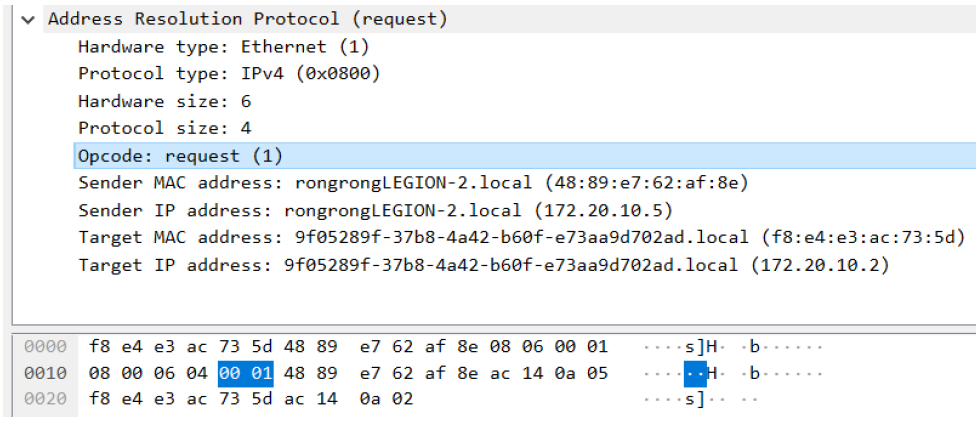 Address Resolution Protocol (request)
Hardware type: Ethernet (1)
Protocol type: IPv4 (0x0800)
Hardware size: 6
Protocol size: 4
Opcode: request (1)
Sender MAC address: rongrongLEGION-2.local (48:89:e7:62:af:8e)
Sender IP address: rongrongLEGION-2.local (172.20.10.5)
Target MAC address: 9f05289f-37b8-4a42-b60f-e73aa9d702ad.local (f8:e4:e3:ac:73:5d)
Target IP address: 9f05289f-37b8-4a42-b60f-e73aa9d702ad.local (172.20.10.2)
0000 f8 e4 e3 ac 73 5d 48 89 e7 62 af 8e 08 06 00 01 ····s]H· ·b······
0010 08 00 06 04 00 01 48 89 e7 62 af 8e ac 14 0a 05 ······H· ·b······
0020 f8 e4 e3 ac 73 5d ac 14 0a 02 ····s]·· ··